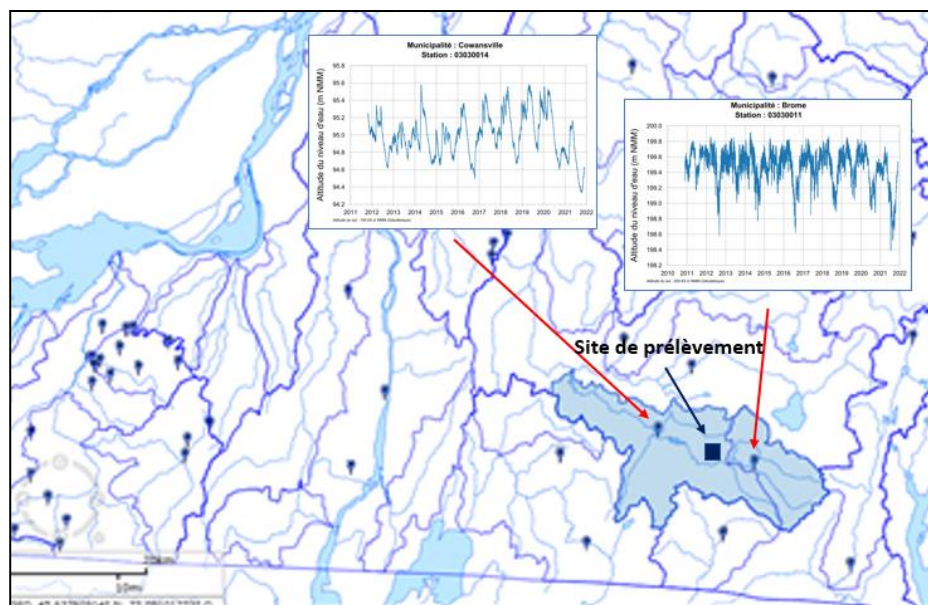 Municipalité : Cowansville
Station : 03030014
Altitude du niveau d'eau (m NMM)
95.8
95.6
95.4
95.2
95.0
94.8
94.6
94.4
94.2
2011 2012 2013 2014 2015 2016 2017 2018 2019 2020 2021 2022
Municipalité : Brome
Station : 03030011
Altitude du niveau d'eau (m NMM)
200.0
199.8
199.6
199.4
199.2
199.0
198.8
198.6
198.4
198.2
2010 2011 2012 2013 2014 2015 2016 2017 2018 2019 2020 2021 2022
Site de prélèvement
20km
10mi